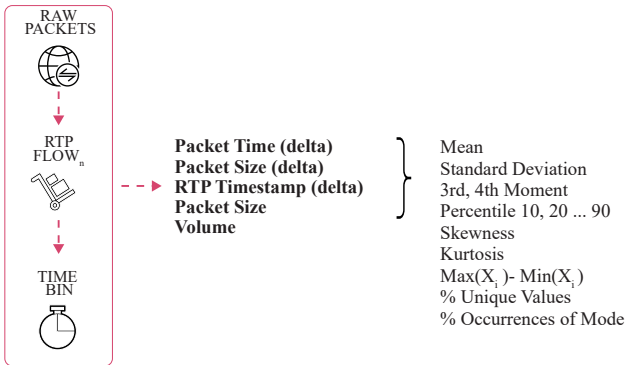 RAW
PACKETS
RTP
FLOWn
TIME
BIN
Packet Time (delta)
Packet Size (delta)
RTP Timestamp (delta)
Packet Size
Volume
Mean
Standard Deviation
3rd, 4th Moment
Percentile 10, 20 ... 90
Skewness
Kurtosis
Max(Xi )- Min(Xi )
% Unique Values
% Occurrences of Mode